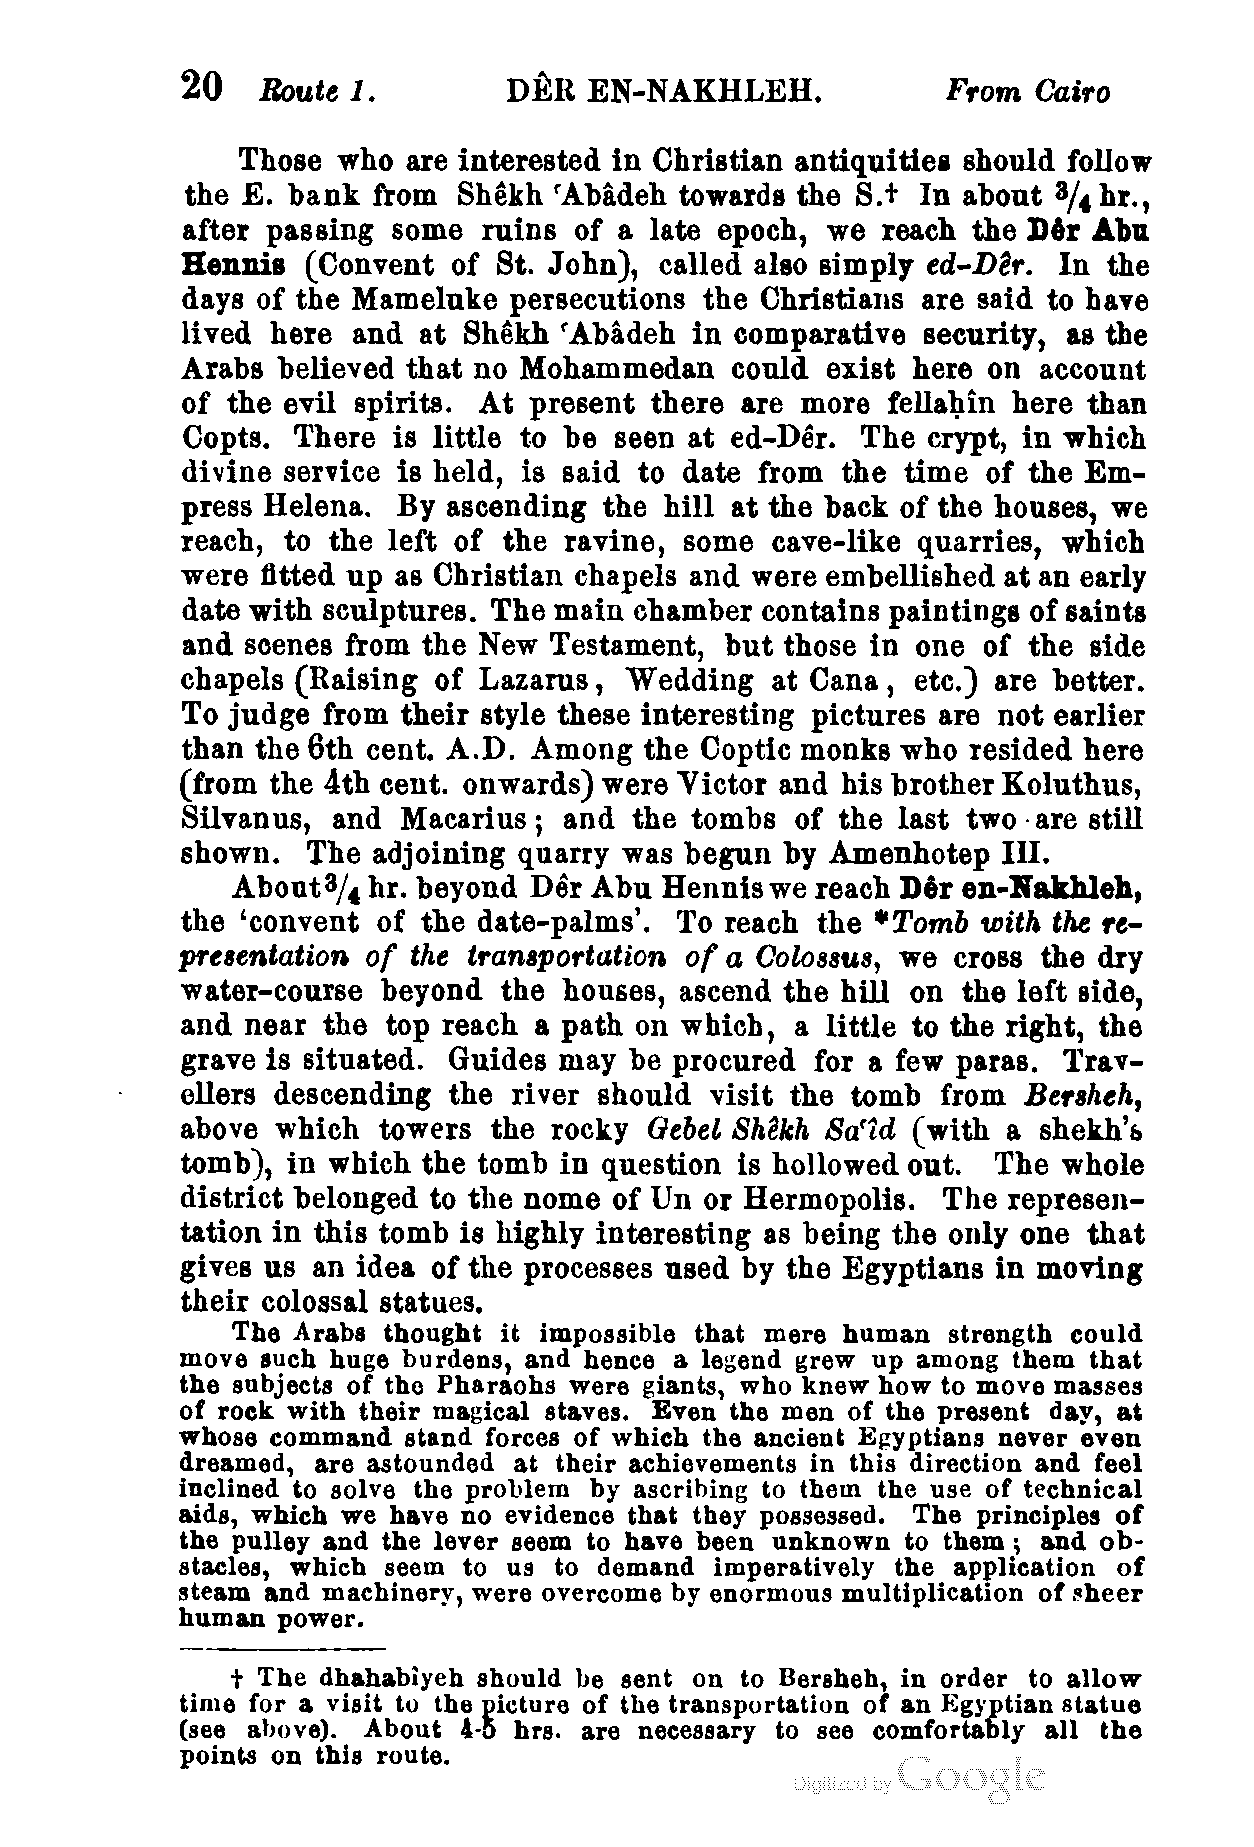 20 Route 1. DÊR EN-NAKHLEH. From Cairo
Those who are interested in Christian antiquities should follow
the E. bank from Shêkh ʿAbâdeh towards the S.† In about 3/4 hr.,
after passing some ruins of a late epoch, we reach the Dêr Abu
Hennis (Convent of St. John), called also simply ed-Dêr. In the
days of the Mameluke persecutions the Christians are said to have
lived here and at Shêkh ʿAbâdeh in comparative security, as the
Arabs believed that no Mohammedan could exist here on account
of the evil spirits. At present there are more fellaḥîn here than
Copts. There is little to be seen at ed-Dêr. The crypt, in which
divine service is held, is said to date from the time of the Em-
press Helena. By ascending the hill at the back of the houses, we
reach, to the left of the ravine, some cave-like quarries, which
were fitted up as Christian chapels and were embellished at an early
date with sculptures. The main chamber contains paintings of saints
and scenes from the New Testament, but those in one of the side
chapels (Raising of Lazarus, Wedding at Cana, etc.) are better.
To judge from their style these interesting pictures are not earlier
than the 6th cent. A.D. Among the Coptic monks who resided here
(from the 4th cent. onwards) were Victor and his brother Koluthus,
Silvanus, and Macarius; and the tombs of the last two are still
shown. The adjoining quarry was begun by Amenhotep III.
About 3/4 hr. beyond Dêr Abu Hennis we reach Dêr en-Nakhleh,
the 'convent of the date-palms'. To reach the *Tomb with the re-
presentation of the transportation of a Colossus, we cross the dry
water-course beyond the houses, ascend the hill on the left side,
and near the top reach a path on which, a little to the right, the
grave is situated. Guides may be procured for a few paras. Trav-
ellers descending the river should visit the tomb from Bersheh,
above which towers the rocky Gebel Shêkh Saʿîd (with a shekh's
tomb), in which the tomb in question is hollowed out. The whole
district belonged to the nome of Un or Hermopolis. The represen-
tation in this tomb is highly interesting as being the only one that
gives us an idea of the processes used by the Egyptians in moving
their colossal statues.
The Arabs thought it impossible that mere human strength could
move such huge burdens, and hence a legend grew up among them that
the subjects of the Pharaohs were giants, who knew how to move masses
of rock with their magical staves. Even the men of the present day, at
whose command stand forces of which the ancient Egyptians never even
dreamed, are astounded at their achievements in this direction and feel
inclined to solve the problem by ascribing to them the use of technical
aids, which we have no evidence that they possessed. The principles of
the pulley and the lever seem to have been unknown to them; and ob-
stacles, which seem to us to demand imperatively the application of
steam and machinery, were overcome by enormous multiplication of sheer
human power.
† The dhahabîyeh should be sent on to Bersheh, in order to allow
time for a visit to the picture of the transportation of an Egyptian statue
(see above). About 4-5 hrs. are necessary to see comfortably all the
points on this route.
Digitized by Google